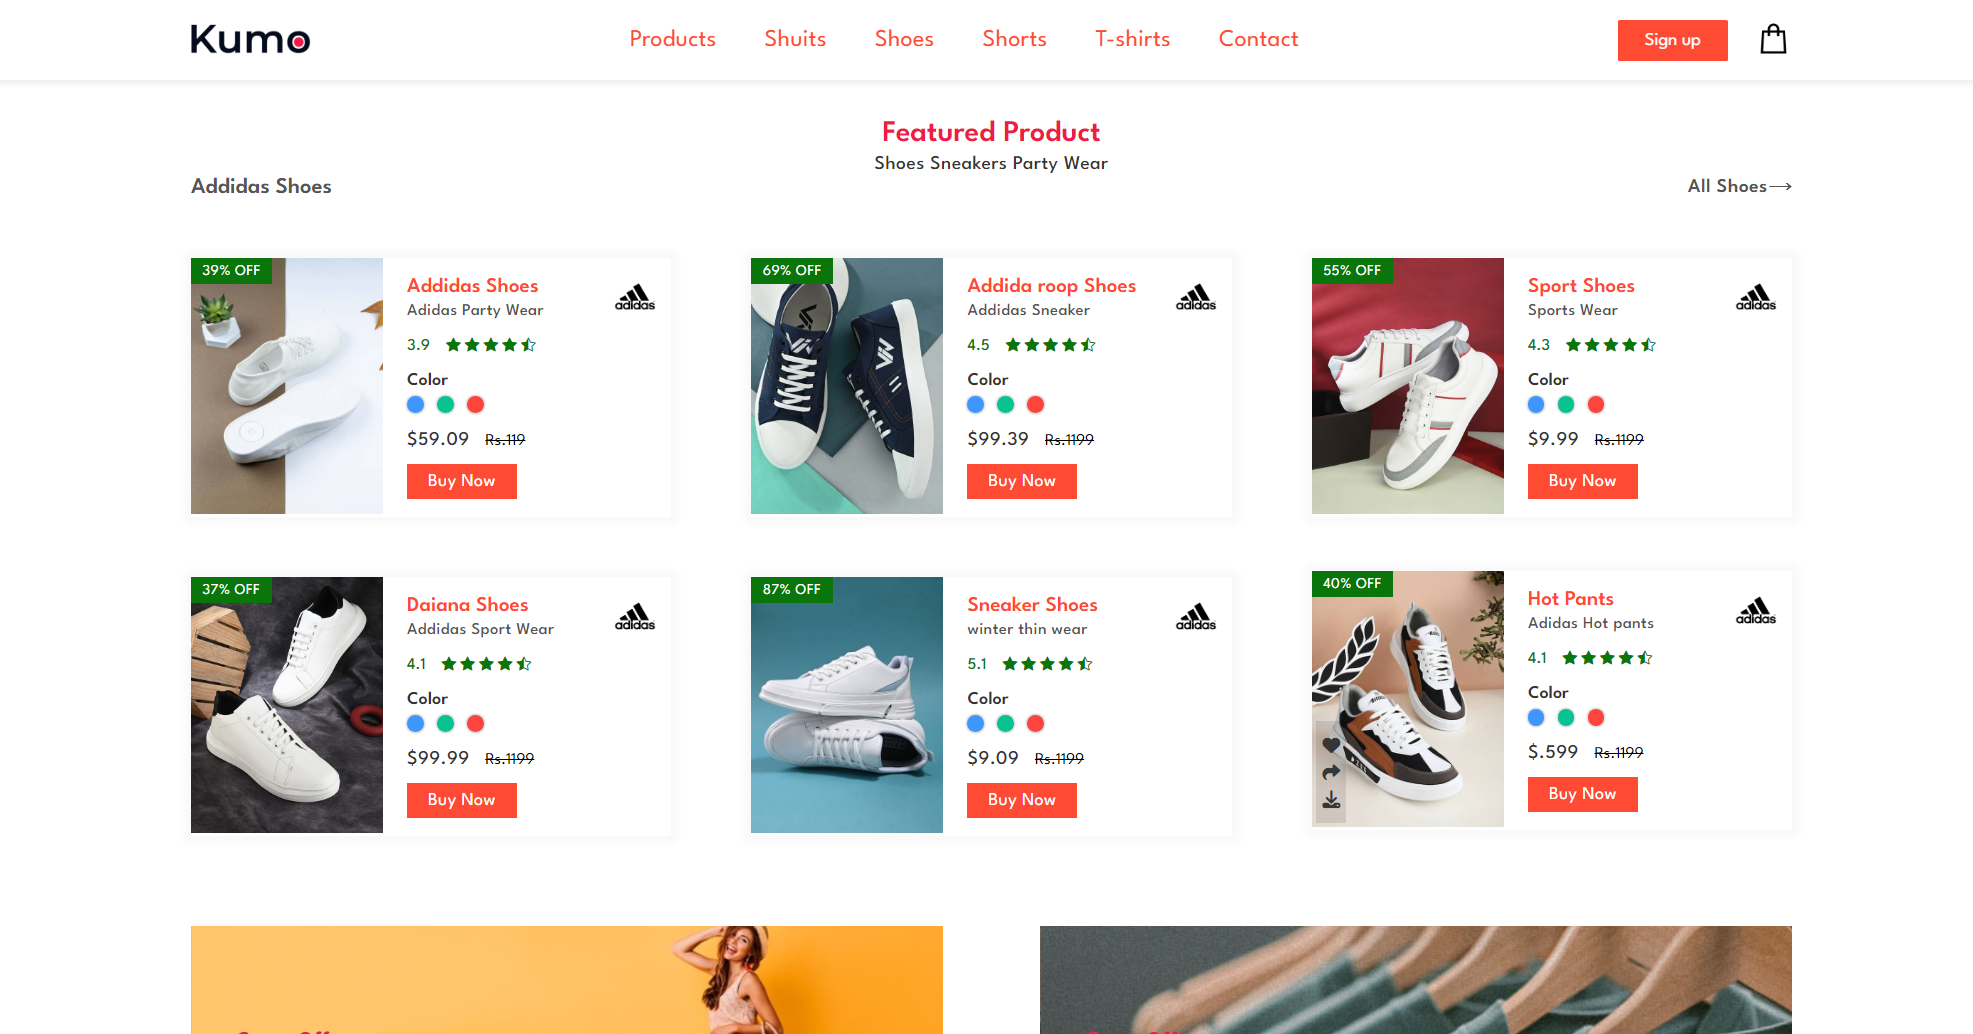 Kumo
Products Shuits Shoes Shorts T-shirts Contact
Sign up
Featured Product
Shoes Sneakers Party Wear
Addidas Shoes
All Shoes→
39% OFF
Addidas Shoes
adidas
Adidas Party Wear
3.9
Color
$59.09 Rs.119
Buy Now
69% OFF
Addida roop Shoes
adidas
Addidas Sneaker
4.5
Color
$99.39 Rs.1199
Buy Now
55% OFF
Sport Shoes
adidas
Sports Wear
4.3
Color
$9.99 Rs.1199
Buy Now
37% OFF
Daiana Shoes
adidas
Addidas Sport Wear
4.1
Color
$99.99 Rs.1199
Buy Now
87% OFF
Sneaker Shoes
adidas
winter thin wear
5.1
Color
$9.09 Rs.1199
Buy Now
40% OFF
Hot Pants
adidas
Adidas Hot pants
4.1
Color
$.599 Rs.1199
Buy Now